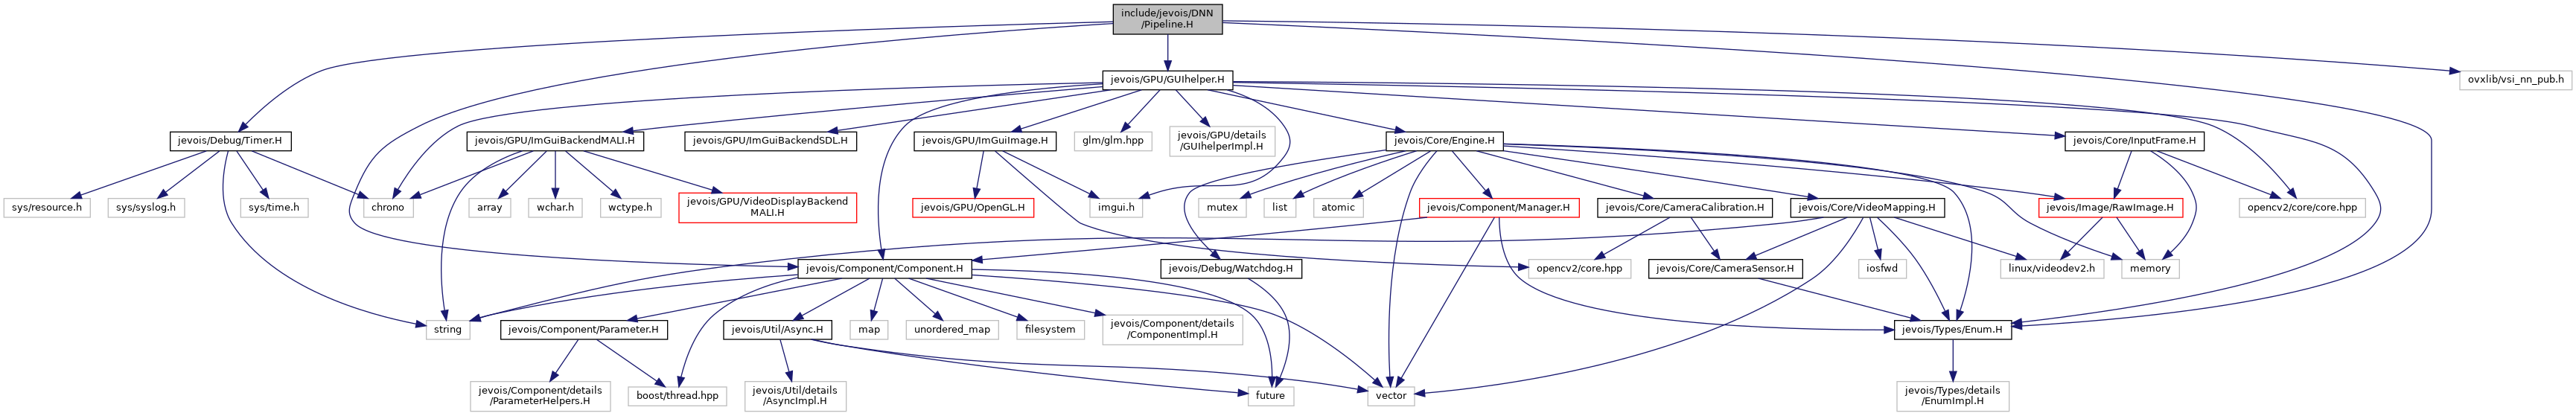 include/jevois/DNN
/Pipeline.H
jevois/GPU/GUIhelper.H
ovxlib/vsi_nn_pub.h
jevois/Debug/Timer.H
jevois/GPU/ImGuiBackendMALI.H
jevois/GPU/ImGuiBackendSDL.H
jevois/GPU/ImGuiImage.H
glm/glm.hpp
jevois/GPU/details
/GUIhelperImpl.H
jevois/Core/Engine.H
jevois/Core/InputFrame.H
sys/resource.h
sys/syslog.h
sys/time.h
chrono
array
wchar.h
wctype.h
jevois/GPU/VideoDisplayBackend
MALI.H
jevois/GPU/OpenGL.H
imgui.h
mutex
list
atomic
jevois/Component/Manager.H
jevois/Core/CameraCalibration.H
jevois/Core/VideoMapping.H
jevois/Image/RawImage.H
opencv2/core/core.hpp
jevois/Component/Component.H
jevois/Debug/Watchdog.H
opencv2/core.hpp
jevois/Core/CameraSensor.H
iosfwd
linux/videodev2.h
memory
string
jevois/Component/Parameter.H
jevois/Util/Async.H
map
unordered_map
filesystem
jevois/Component/details
/ComponentImpl.H
jevois/Types/Enum.H
jevois/Component/details
/ParameterHelpers.H
boost/thread.hpp
jevois/Util/details
/AsyncImpl.H
future
vector
jevois/Types/details
/EnumImpl.H